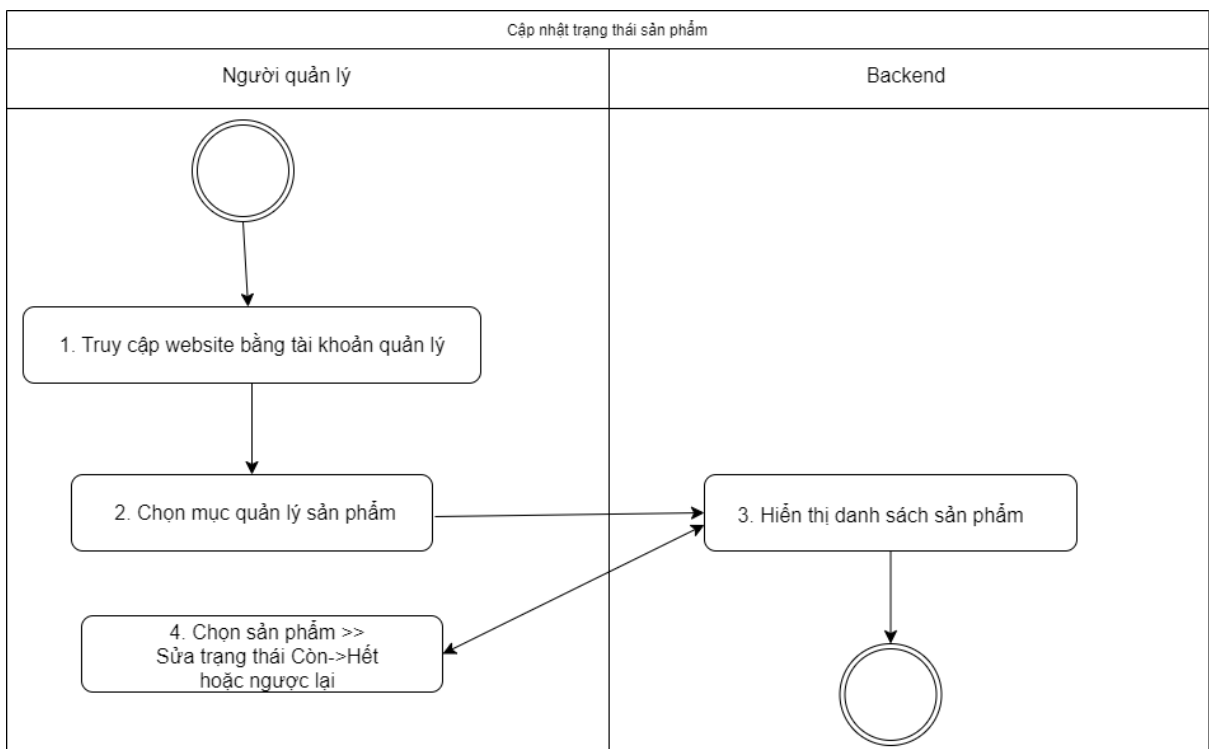 Cập nhật trạng thái sản phẩm
Người quản lý
Backend
1. Truy cập website bằng tài khoản quản lý
2. Chọn mục quản lý sản phẩm
3. Hiển thị danh sách sản phẩm
4. Chọn sản phẩm >>
Sửa trạng thái Còn->Hết
hoặc ngược lại